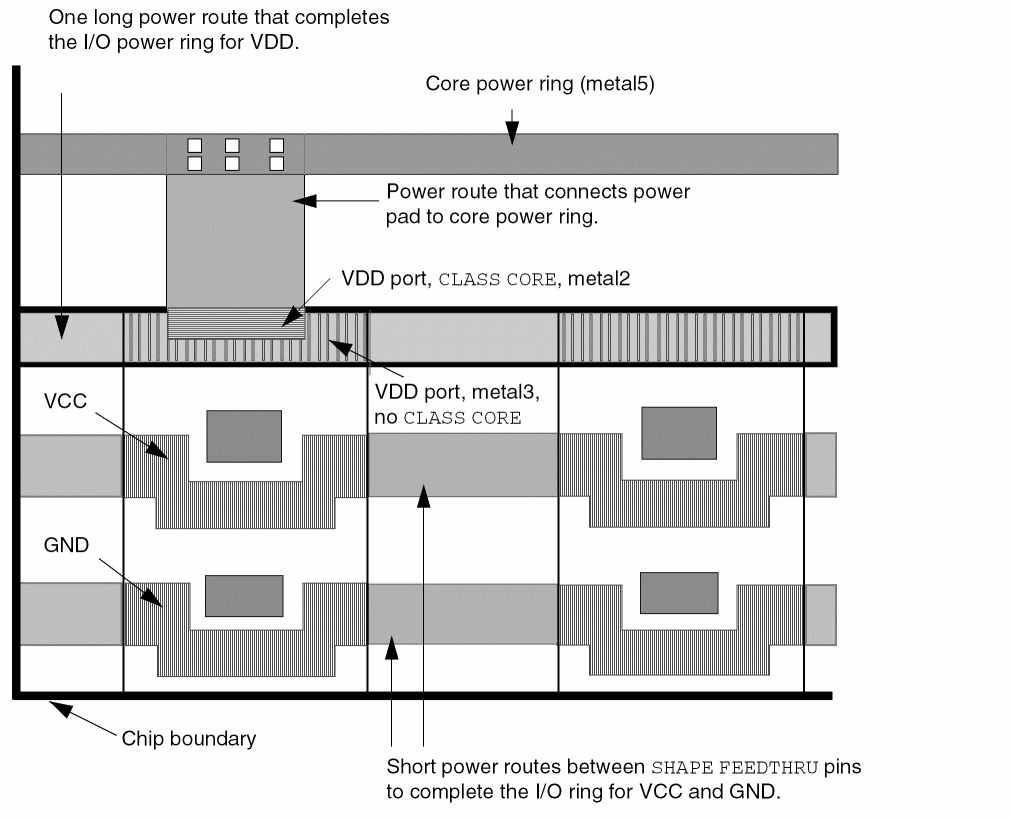 One long power route that completes
the I/O power ring for VDD.
Core power ring (metal5)
Power route that connects power
pad to core power ring.
VDD port, CLASS CORE, metal2
VDD port, metal3,
no CLASS CORE
VCC
GND
Chip boundary
Short power routes between SHAPE FEEDTHRU pins
to complete the I/O ring for VCC and GND.